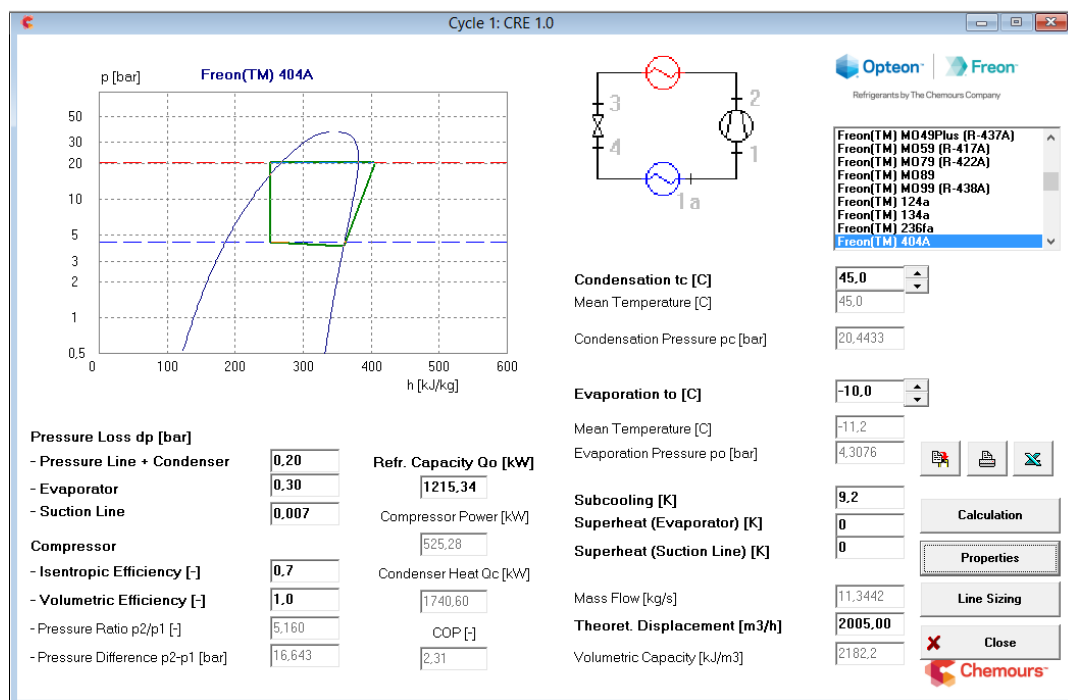 Cycle 1: CRE 1.0
p [bar]
Freon(TM) 404A
50
30
20
10
5
3
2
1
0,5
0
100
200
300
400
500
600
h [kJ/kg]
3
2
4
1
1a
Opteon™
Freon™
Refrigerants by The Chemours Company
Freon(TM) MO49Plus (R-437A)
Freon(TM) MO59 (R-417A)
Freon(TM) MO79 (R-422A)
Freon(TM) MO89
Freon(TM) MO99 (R-438A)
Freon(TM) 124a
Freon(TM) 134a
Freon(TM) 236fa
Freon(TM) 404A
Condensation tc [C] 45,0
Mean Temperature [C] 45,0
Condensation Pressure pc [bar] 20,4433
Evaporation to [C] -10,0
Mean Temperature [C] -11,2
Evaporation Pressure po [bar] 4,3076
Subcooling [K] 9,2
Superheat (Evaporator) [K] 0
Superheat (Suction Line) [K] 0
Mass Flow [kg/s] 11,3442
Theoret. Displacement [m3/h] 2005,00
Volumetric Capacity [kJ/m3] 2182,2
Pressure Loss dp [bar]
- Pressure Line + Condenser 0,20
- Evaporator 0,30
- Suction Line 0,007
Compressor
- Isentropic Efficiency [-] 0,7
- Volumetric Efficiency [-] 1,0
- Pressure Ratio p2/p1 [-] 5,160
- Pressure Difference p2-p1 [bar] 16,643
Refr. Capacity Qo [kW]
1215,34
Compressor Power [kW]
525,28
Condenser Heat Qc [kW]
1740,60
COP [-]
2,31
Calculation
Properties
Line Sizing
Close
Chemours™